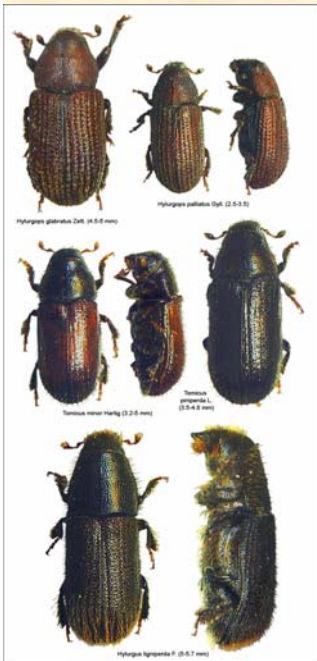 Hylurgops glabratus Zett. (4.5-5 mm)
Hylurgops palliatus Gyll. (2.5-3.5)
Tomicus minor Hartig (3.2-5 mm)
Tomicus
piniperda L.
(3.5-4.8 mm)
Hylurgus ligniperda F. (5-5.7 mm)